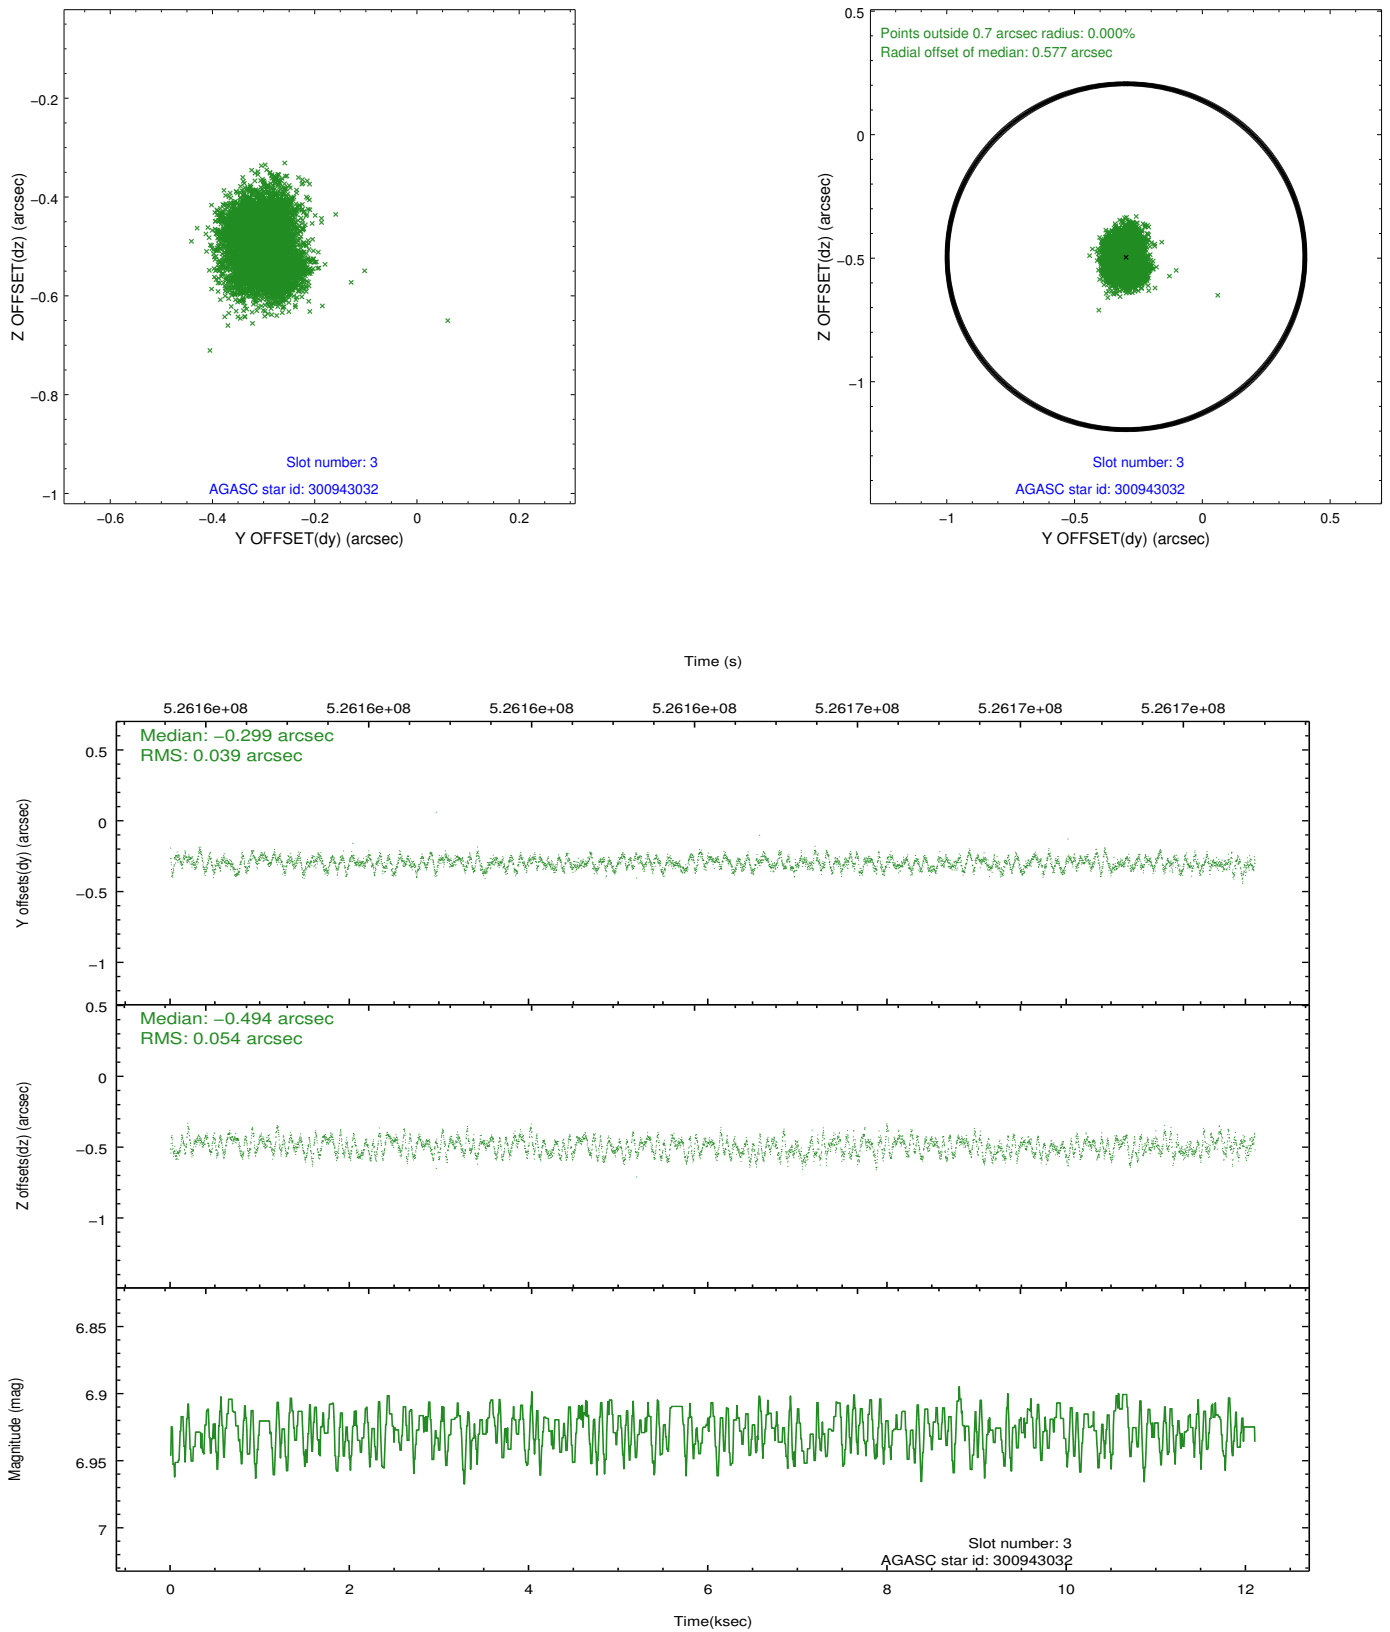 −0.2
−0.4
−0.6
−0.8
−1
−0.6 −0.4 −0.2 0 0.2
Y OFFSET(dy) (arcsec)
Z OFFSET(dz) (arcsec)
Slot number: 3
AGASC star id: 300943032
Points outside 0.7 arcsec radius: 0.000%
Radial offset of median: 0.577 arcsec
0.5
0
−0.5
−1
−1 −0.5 0 0.5
Y OFFSET(dy) (arcsec)
Z OFFSET(dz) (arcsec)
Slot number: 3
AGASC star id: 300943032
Time (s)
5.2616e+08 5.2616e+08 5.2616e+08 5.2616e+08 5.2617e+08 5.2617e+08 5.2617e+08
Median: −0.299 arcsec
RMS: 0.039 arcsec
0.5
0
−0.5
−1
Y offsets(dy) (arcsec)
Median: −0.494 arcsec
RMS: 0.054 arcsec
0.5
0
−0.5
−1
Z offsets(dz) (arcsec)
6.85
6.9
6.95
7
Magnitude (mag)
Slot number: 3
AGASC star id: 300943032
0 2 4 6 8 10 12
Time(ksec)